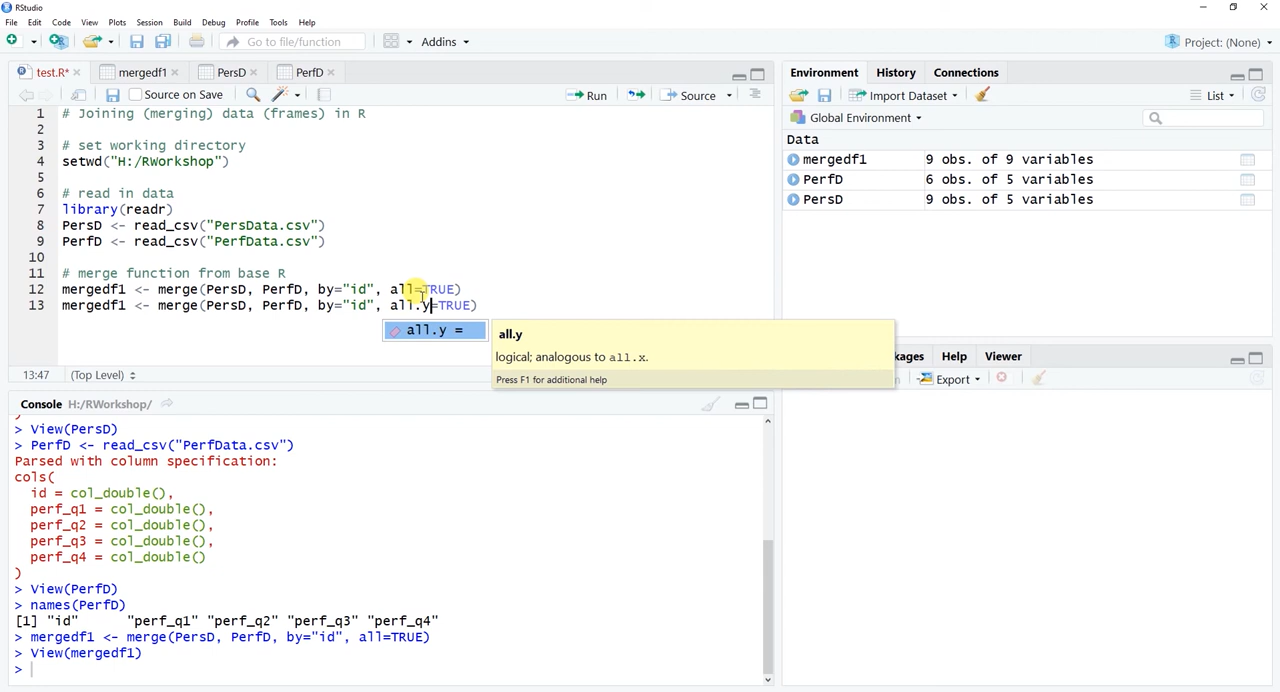 RStudio
File Edit Code View Plots Session Build Debug Profile Tools Help
Go to file/function Addins Project: (None)
test.R* mergedf1 PersD PerfD
Source on Save Run Source
1 # Joining (merging) data (frames) in R
2
3 # set working directory
4 setwd("H:/RWorkshop")
5
6 # read in data
7 library(readr)
8 PersD <- read_csv("PersData.csv")
9 PerfD <- read_csv("PerfData.csv")
10
11 # merge function from base R
12 mergedf1 <- merge(PersD, PerfD, by="id", all=TRUE)
13 mergedf1 <- merge(PersD, PerfD, by="id", all.y=TRUE)
all.y =
all.y
logical; analogous to all.x.
Press F1 for additional help
13:47 (Top Level)
Console H:/RWorkshop/
)
> View(PersD)
> PerfD <- read_csv("PerfData.csv")
Parsed with column specification:
cols(
id = col_double(),
perf_q1 = col_double(),
perf_q2 = col_double(),
perf_q3 = col_double(),
perf_q4 = col_double()
)
> View(PerfD)
> names(PerfD)
[1] "id" "perf_q1" "perf_q2" "perf_q3" "perf_q4"
> mergedf1 <- merge(PersD, PerfD, by="id", all=TRUE)
> View(mergedf1)
>
Environment History Connections
Import Dataset List
Global Environment
Data
mergedf1 9 obs. of 9 variables
PerfD 6 obs. of 5 variables
PersD 9 obs. of 5 variables
kages Help Viewer
Export